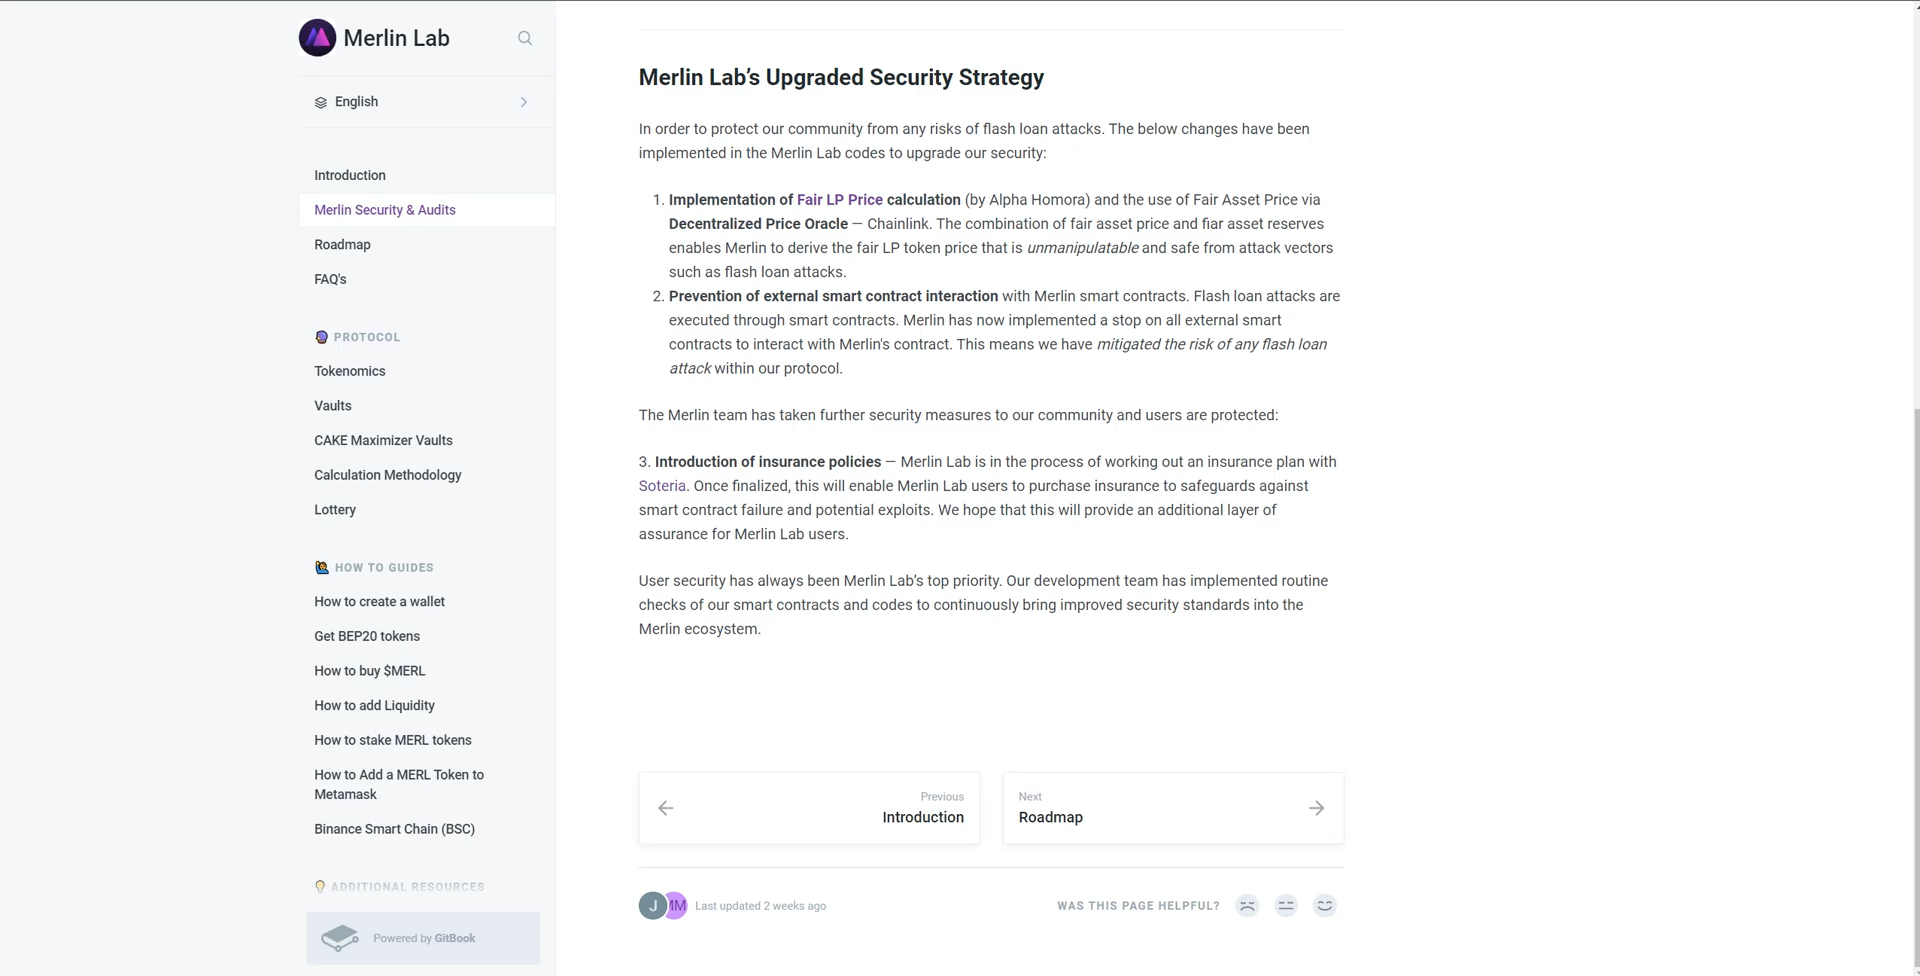 Merlin Lab
English
Introduction
Merlin Security & Audits
Roadmap
FAQ's
PROTOCOL
Tokenomics
Vaults
CAKE Maximizer Vaults
Calculation Methodology
Lottery
HOW TO GUIDES
How to create a wallet
Get BEP20 tokens
How to buy $MERL
How to add Liquidity
How to stake MERL tokens
How to Add a MERL Token to
Metamask
Binance Smart Chain (BSC)
ADDITIONAL RESOURCES
Powered by GitBook
Merlin Lab’s Upgraded Security Strategy
In order to protect our community from any risks of flash loan attacks. The below changes have been
implemented in the Merlin Lab codes to upgrade our security:
1. Implementation of Fair LP Price calculation (by Alpha Homora) and the use of Fair Asset Price via
Decentralized Price Oracle — Chainlink. The combination of fair asset price and fiar asset reserves
enables Merlin to derive the fair LP token price that is unmanipulatable and safe from attack vectors
such as flash loan attacks.
2. Prevention of external smart contract interaction with Merlin smart contracts. Flash loan attacks are
executed through smart contracts. Merlin has now implemented a stop on all external smart
contracts to interact with Merlin's contract. This means we have mitigated the risk of any flash loan
attack within our protocol.
The Merlin team has taken further security measures to our community and users are protected:
3. Introduction of insurance policies — Merlin Lab is in the process of working out an insurance plan with
Soteria. Once finalized, this will enable Merlin Lab users to purchase insurance to safeguards against
smart contract failure and potential exploits. We hope that this will provide an additional layer of
assurance for Merlin Lab users.
User security has always been Merlin Lab’s top priority. Our development team has implemented routine
checks of our smart contracts and codes to continuously bring improved security standards into the
Merlin ecosystem.
Previous
Introduction
Next
Roadmap
J MM Last updated 2 weeks ago
WAS THIS PAGE HELPFUL?